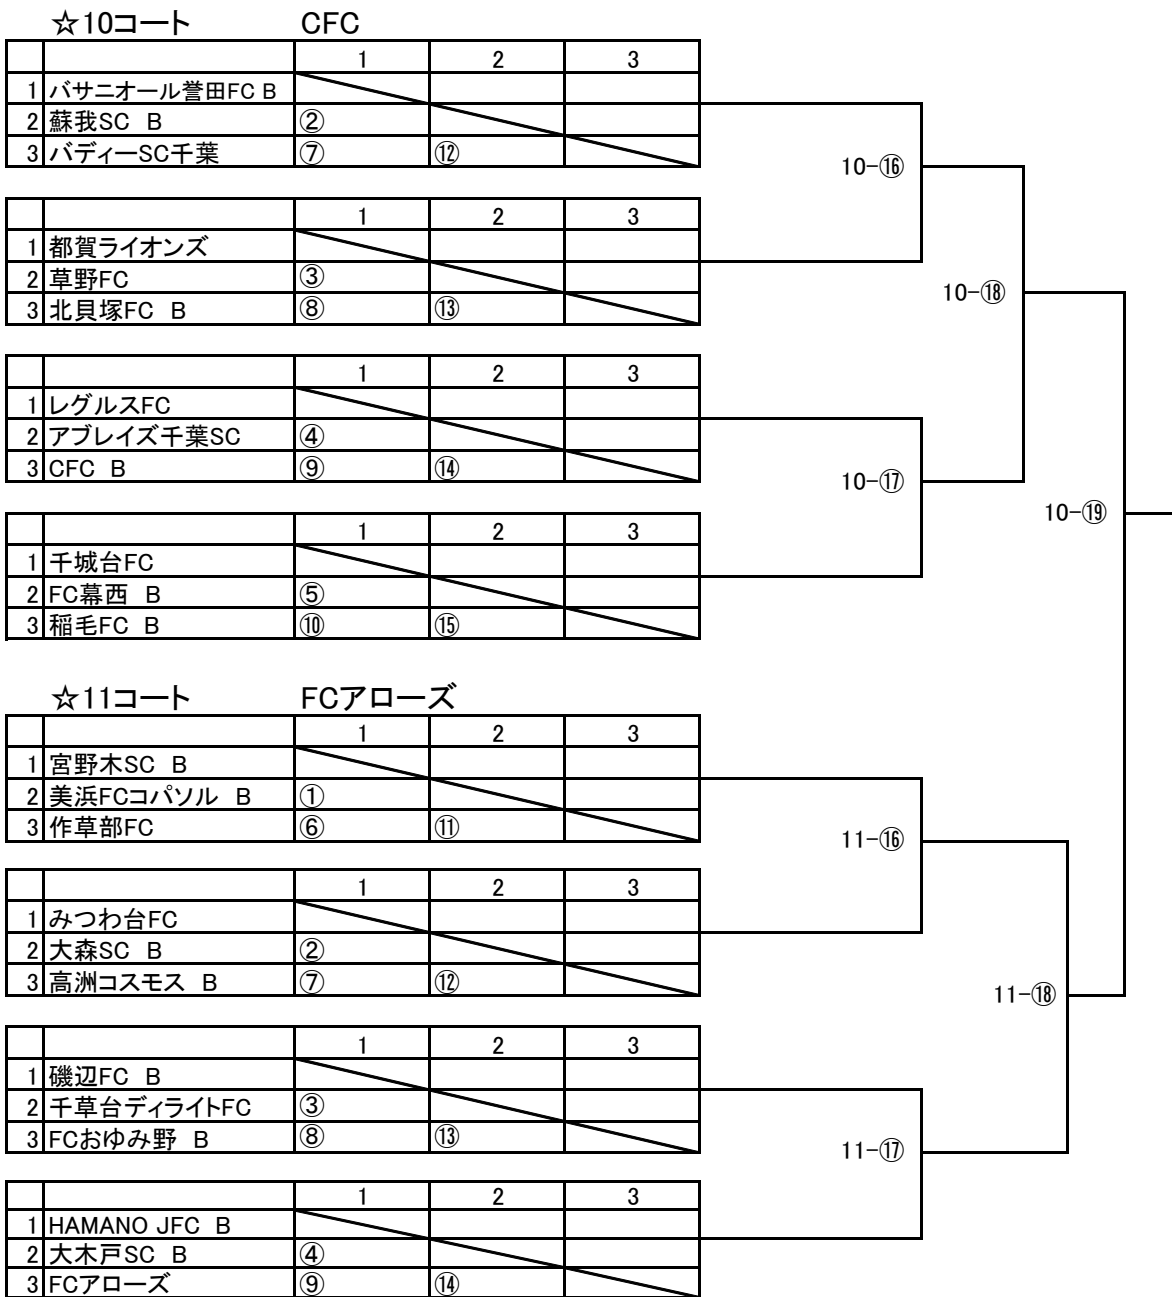 ☆10コート CFC
1 2 3
1 バサニオール誉田FC B
2 蘇我SC B ②
3 バディーSC千葉 ⑦ ⑫
10-⑯
1 2 3
1 都賀ライオンズ
2 草野FC ③
3 北貝塚FC B ⑧ ⑬
10-⑱
1 2 3
1 レグルスFC
2 アブレイズ千葉SC ④
3 CFC B ⑨ ⑭
10-⑰
10-⑲
1 2 3
1 千城台FC
2 FC幕西 B ⑤
3 稲毛FC B ⑩ ⑮
☆11コート FCアローズ
1 2 3
1 宮野木SC B
2 美浜FCコパソル B ①
3 作草部FC ⑥ ⑪
11-⑯
1 2 3
1 みつわ台FC
2 大森SC B ②
3 高洲コスモス B ⑦ ⑫
11-⑱
1 2 3
1 磯辺FC B
2 千草台ディライトFC ③
3 FCおゆみ野 B ⑧ ⑬
11-⑰
1 2 3
1 HAMANO JFC B
2 大木戸SC B ④
3 FCアローズ ⑨ ⑭